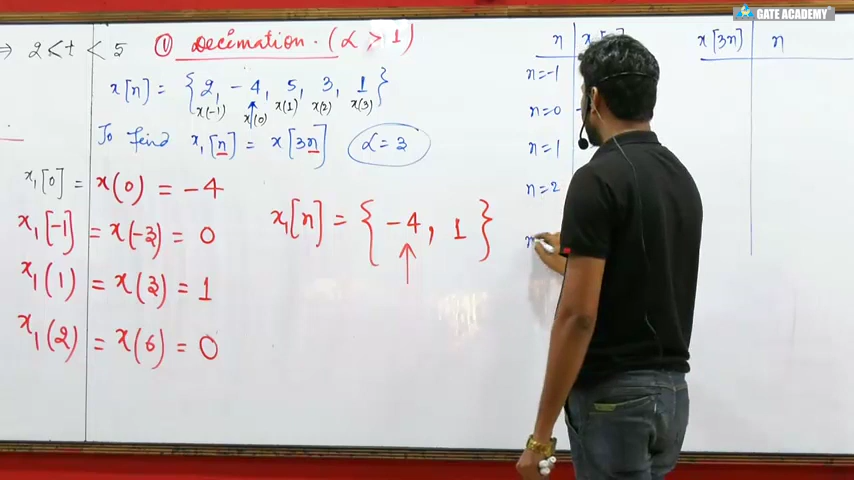 GATE ACADEMY
⇒ 2 < t < 5
① Decimation. (α > 1)
x[n] = {2, -4, 5, 3, 1}
x(-1) x(0) x(1) x(2) x(3)
↑
To find x₁[n] = x[3n]
α = 3
x₁[0] = x(0) = -4
x₁[-1] = x(-3) = 0
x₁(1) = x(3) = 1
x₁(2) = x(6) = 0
x₁[n] = {-4, 1}
↑
n
n=-1
n=0
n=1
n=2
n
x[3n] n